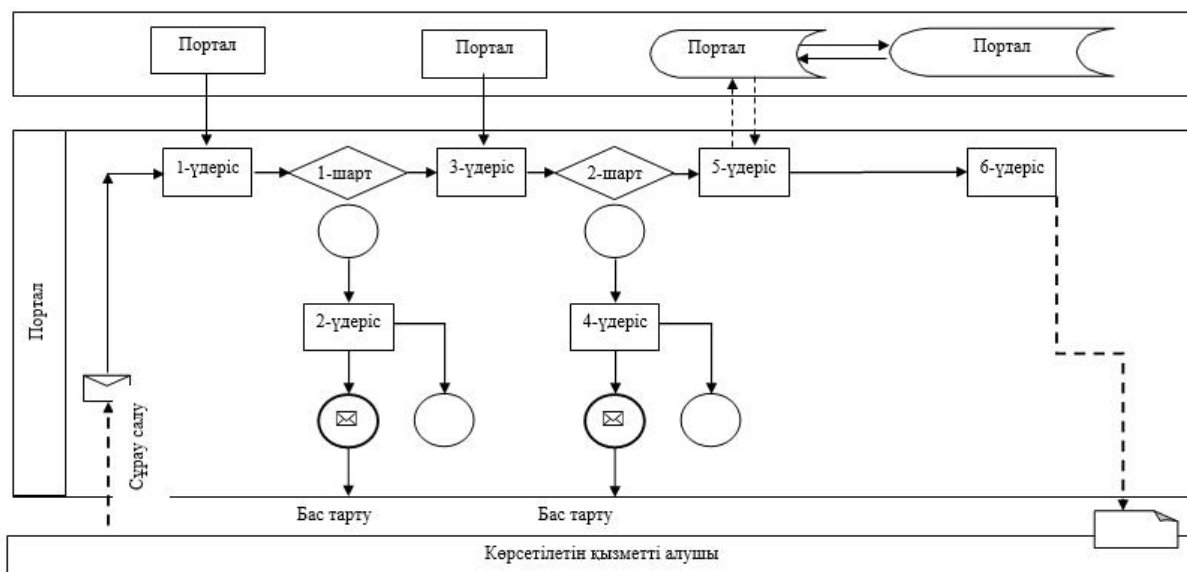 Портал
Портал
Портал
Портал
Портал
1-үдеріс
1-шарт
3-үдеріс
2-шарт
5-үдеріс
6-үдеріс
2-үдеріс
4-үдеріс
Сұрау салу
Бас тарту
Бас тарту
Көрсетілетін қызметті алушы